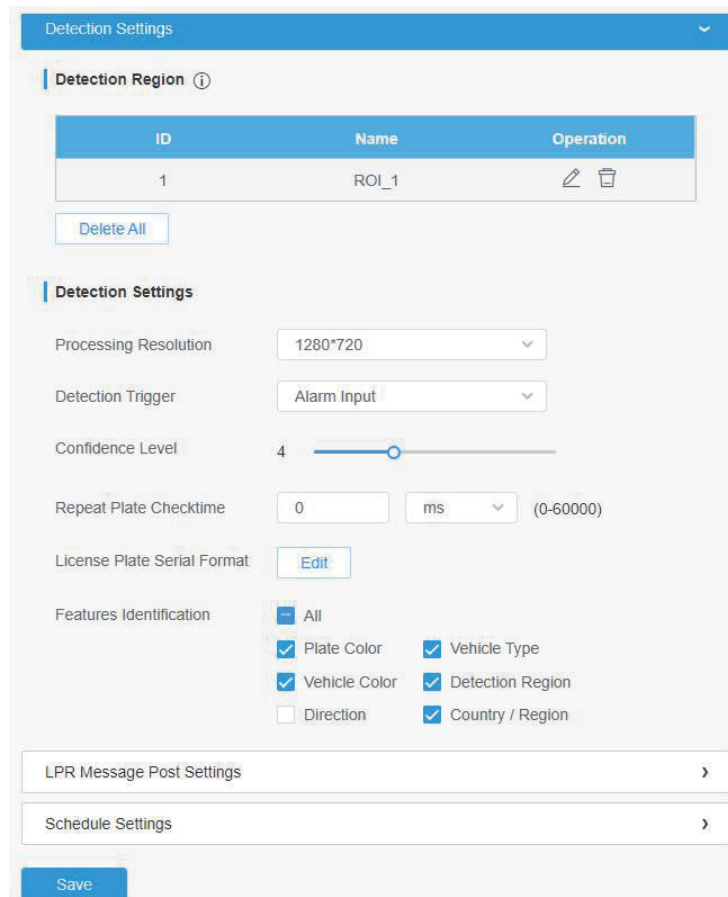 Detection Settings
Detection Region
ID Name Operation
1 ROI_1
Delete All
Detection Settings
Processing Resolution 1280*720
Detection Trigger Alarm Input
Confidence Level 4
Repeat Plate Checktime 0 ms (0-60000)
License Plate Serial Format Edit
Features Identification All
Plate Color Vehicle Type
Vehicle Color Detection Region
Direction Country / Region
LPR Message Post Settings
Schedule Settings
Save